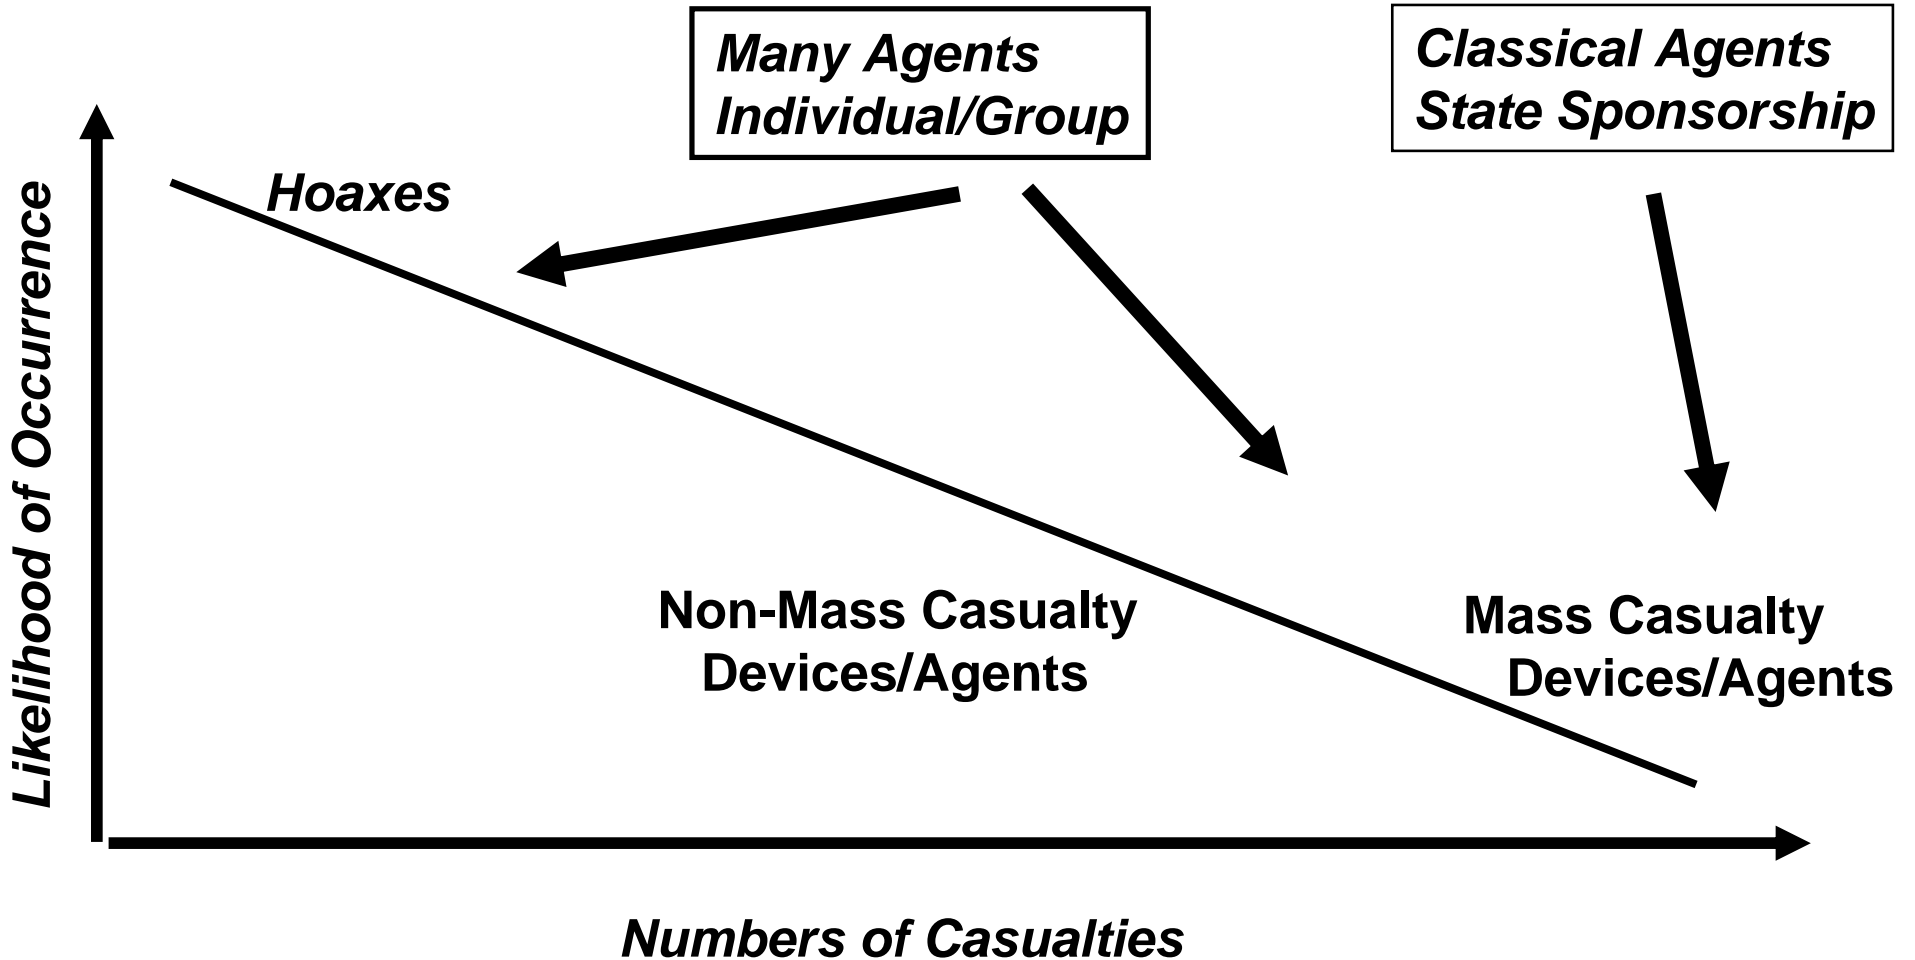 Many Agents
Individual/Group
Classical Agents
State Sponsorship
Hoaxes
Likelihood of Occurrence
Non-Mass Casualty
Devices/Agents
Mass Casualty
Devices/Agents
Numbers of Casualties